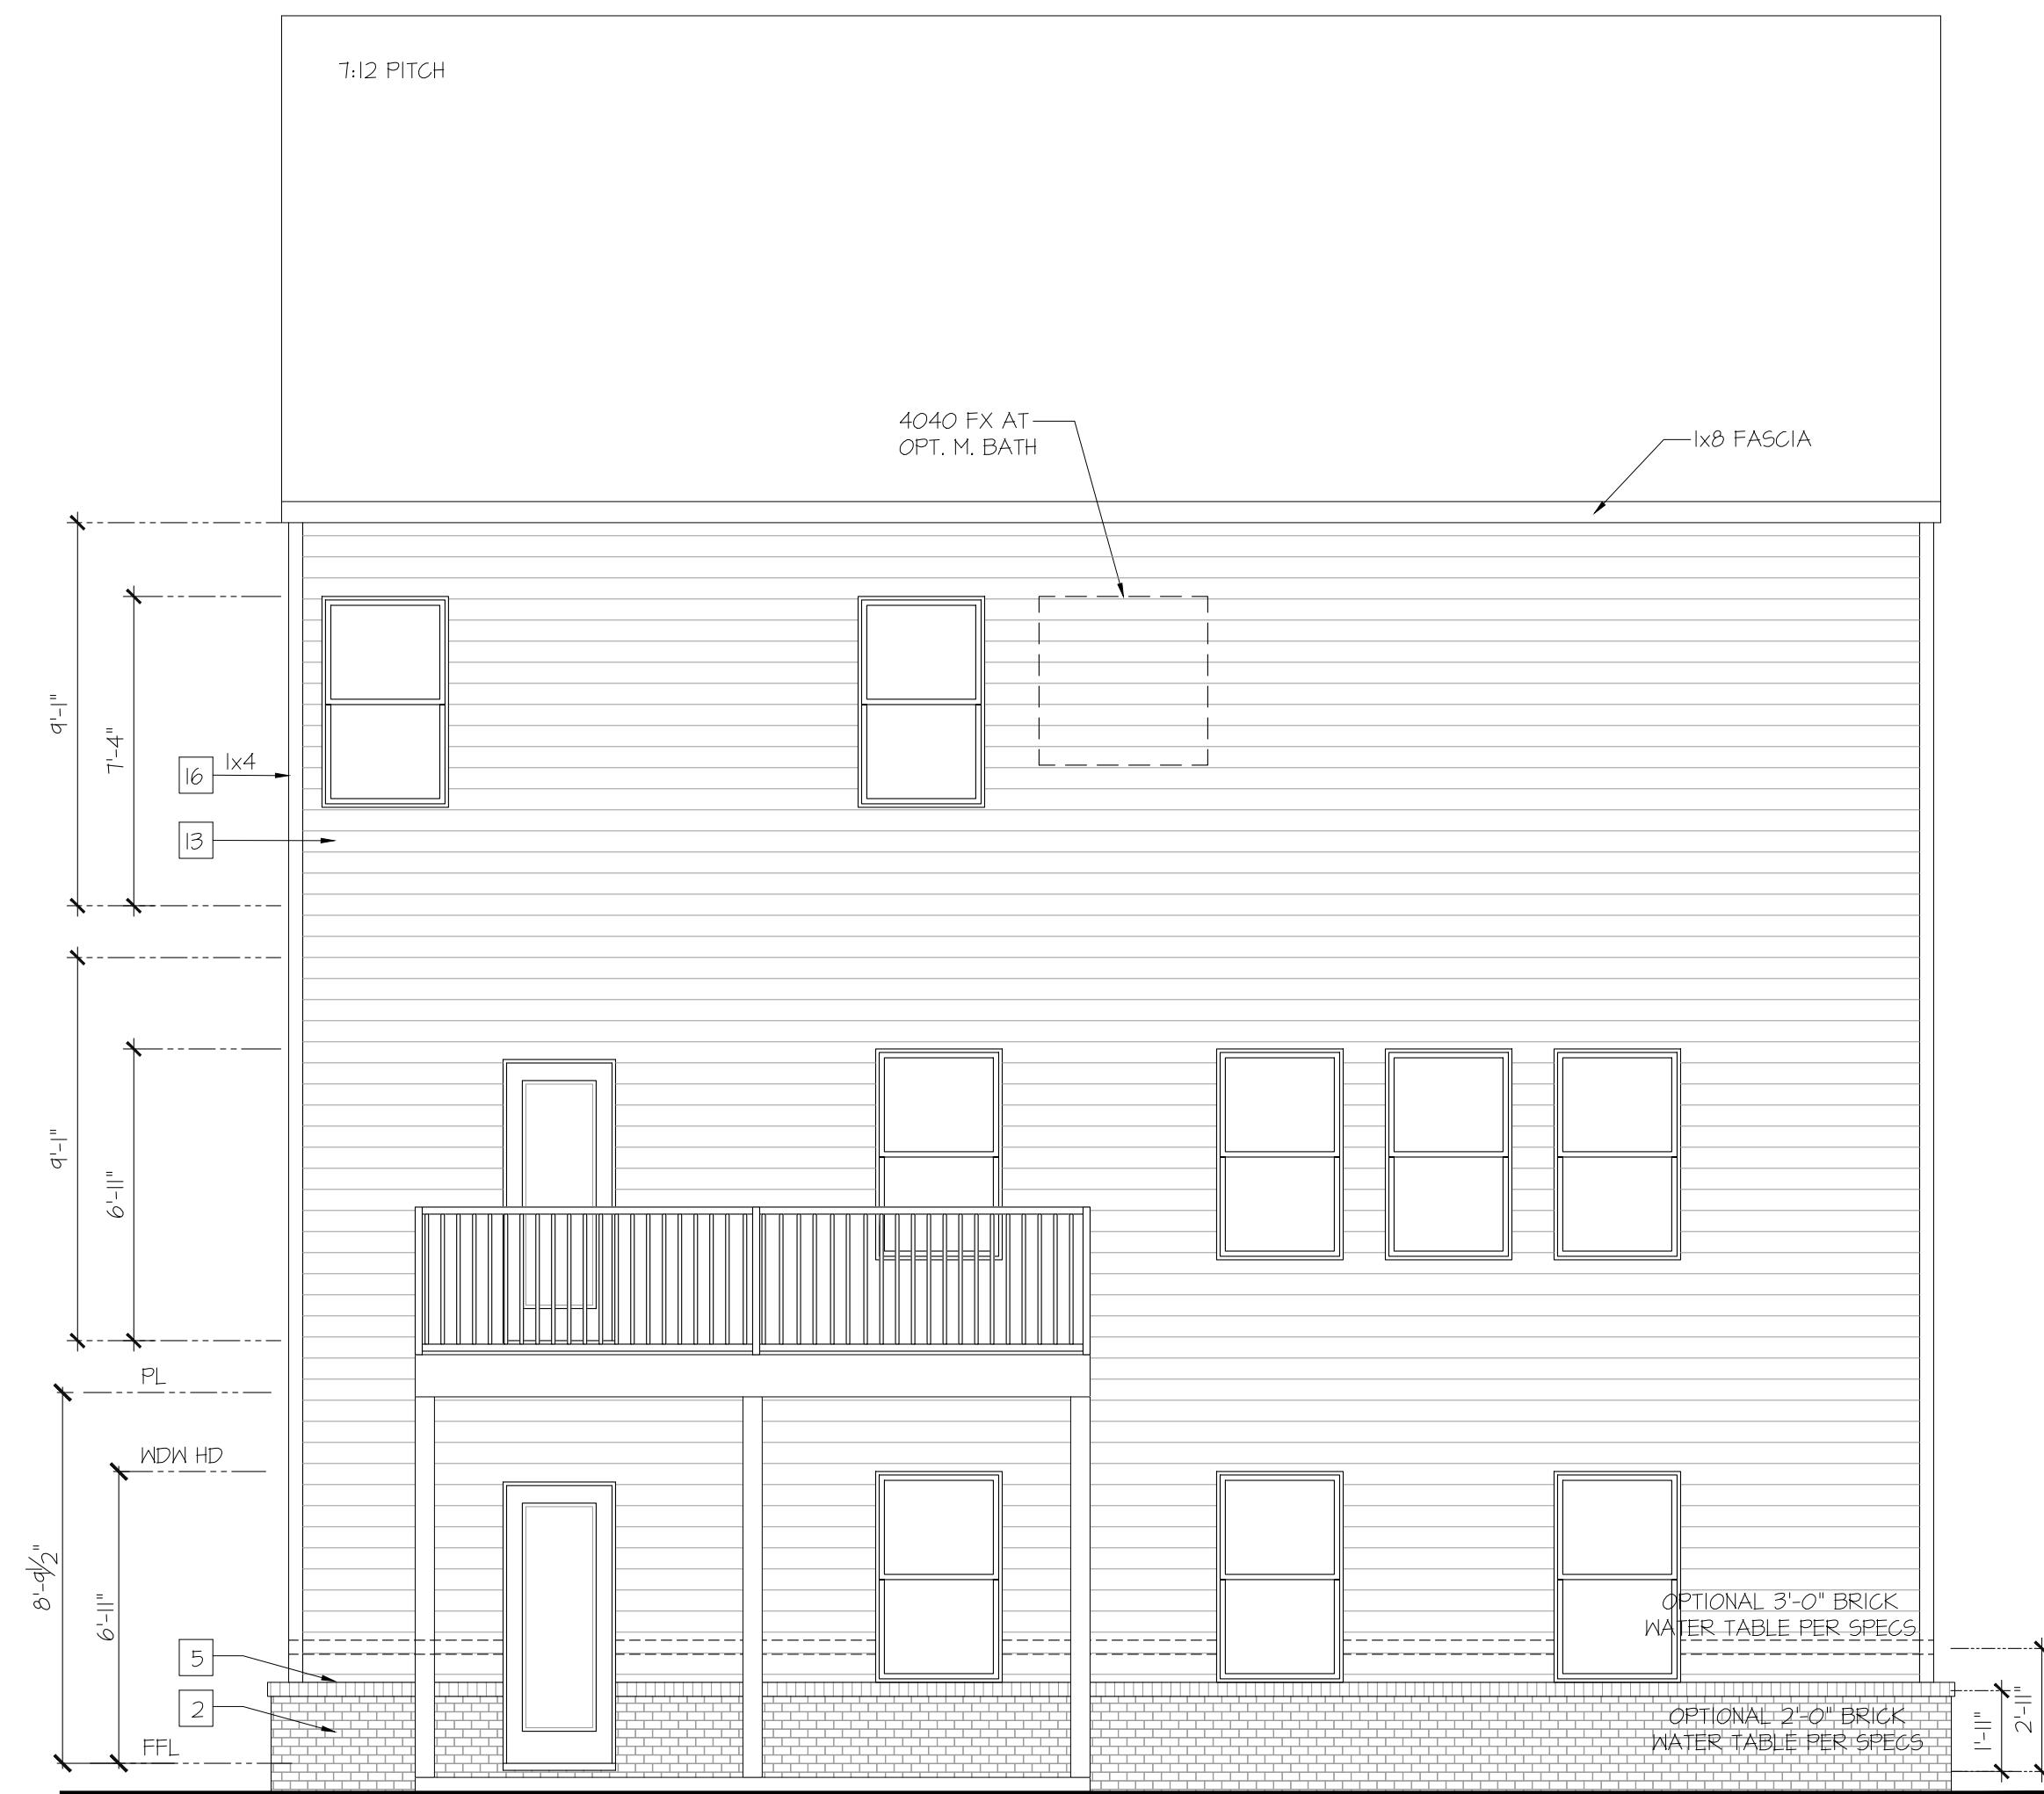 7:12 PITCH
4040 FX AT
OPT. M. BATH
1x8 FASCIA
9'-1"
7'-4"
16
1x4
13
9'-1"
6'-11"
PL
WDW HD
8'-9 1/2"
6'-11"
OPTIONAL 3'-0" BRICK
WATER TABLE PER SPECS
5
2
FFL
OPTIONAL 2'-0" BRICK
WATER TABLE PER SPECS
1'-11"
2'-11"